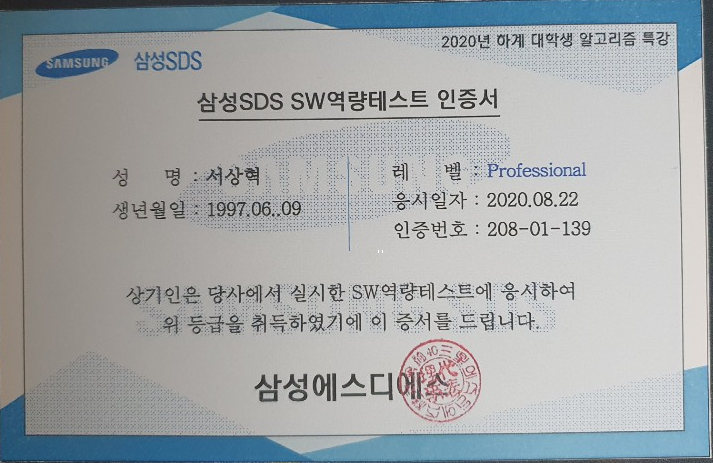 SAMSUNG 삼성SDS
2020년 하계 대학생 알고리즘 특강
삼성SDS SW역량테스트 인증서
성 명 : 서상혁
생년월일 : 1997.06..09
레 벨 : Professional
응시일자 : 2020.08.22
인증번호 : 208-01-139
상기인은 당사에서 실시한 SW역량테스트에 응시하여
위 등급을 취득하였기에 이 증서를 드립니다.
삼성에스디에스